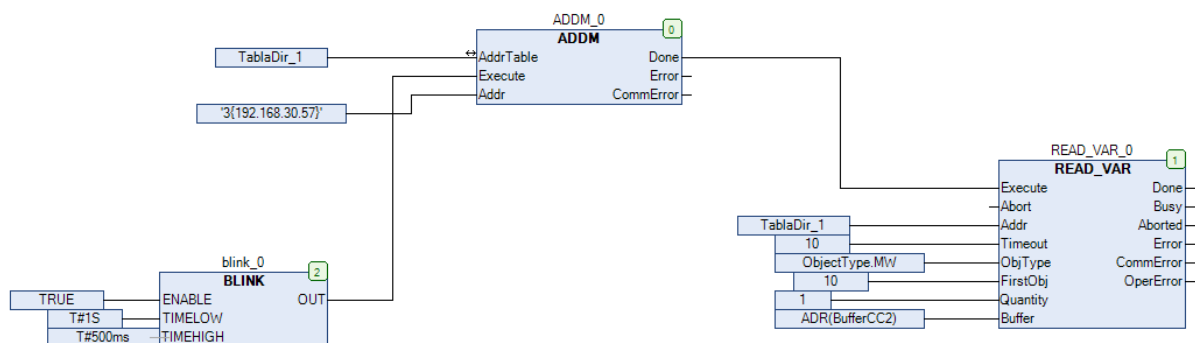 ADDM_0
0
ADDM
TablaDir_1
AddrTable
Done
Execute
Error
'3{192.168.30.57}'
Addr
CommError
READ_VAR_0
1
READ_VAR
Execute
Done
Abort
Busy
TablaDir_1
Addr
Aborted
10
Timeout
Error
ObjectType.MW
ObjType
CommError
10
FirstObj
OperError
1
Quantity
ADR(BufferCC2)
Buffer
blink_0
2
BLINK
TRUE
ENABLE
OUT
T#1S
TIMELOW
T#500ms
TIMEHIGH